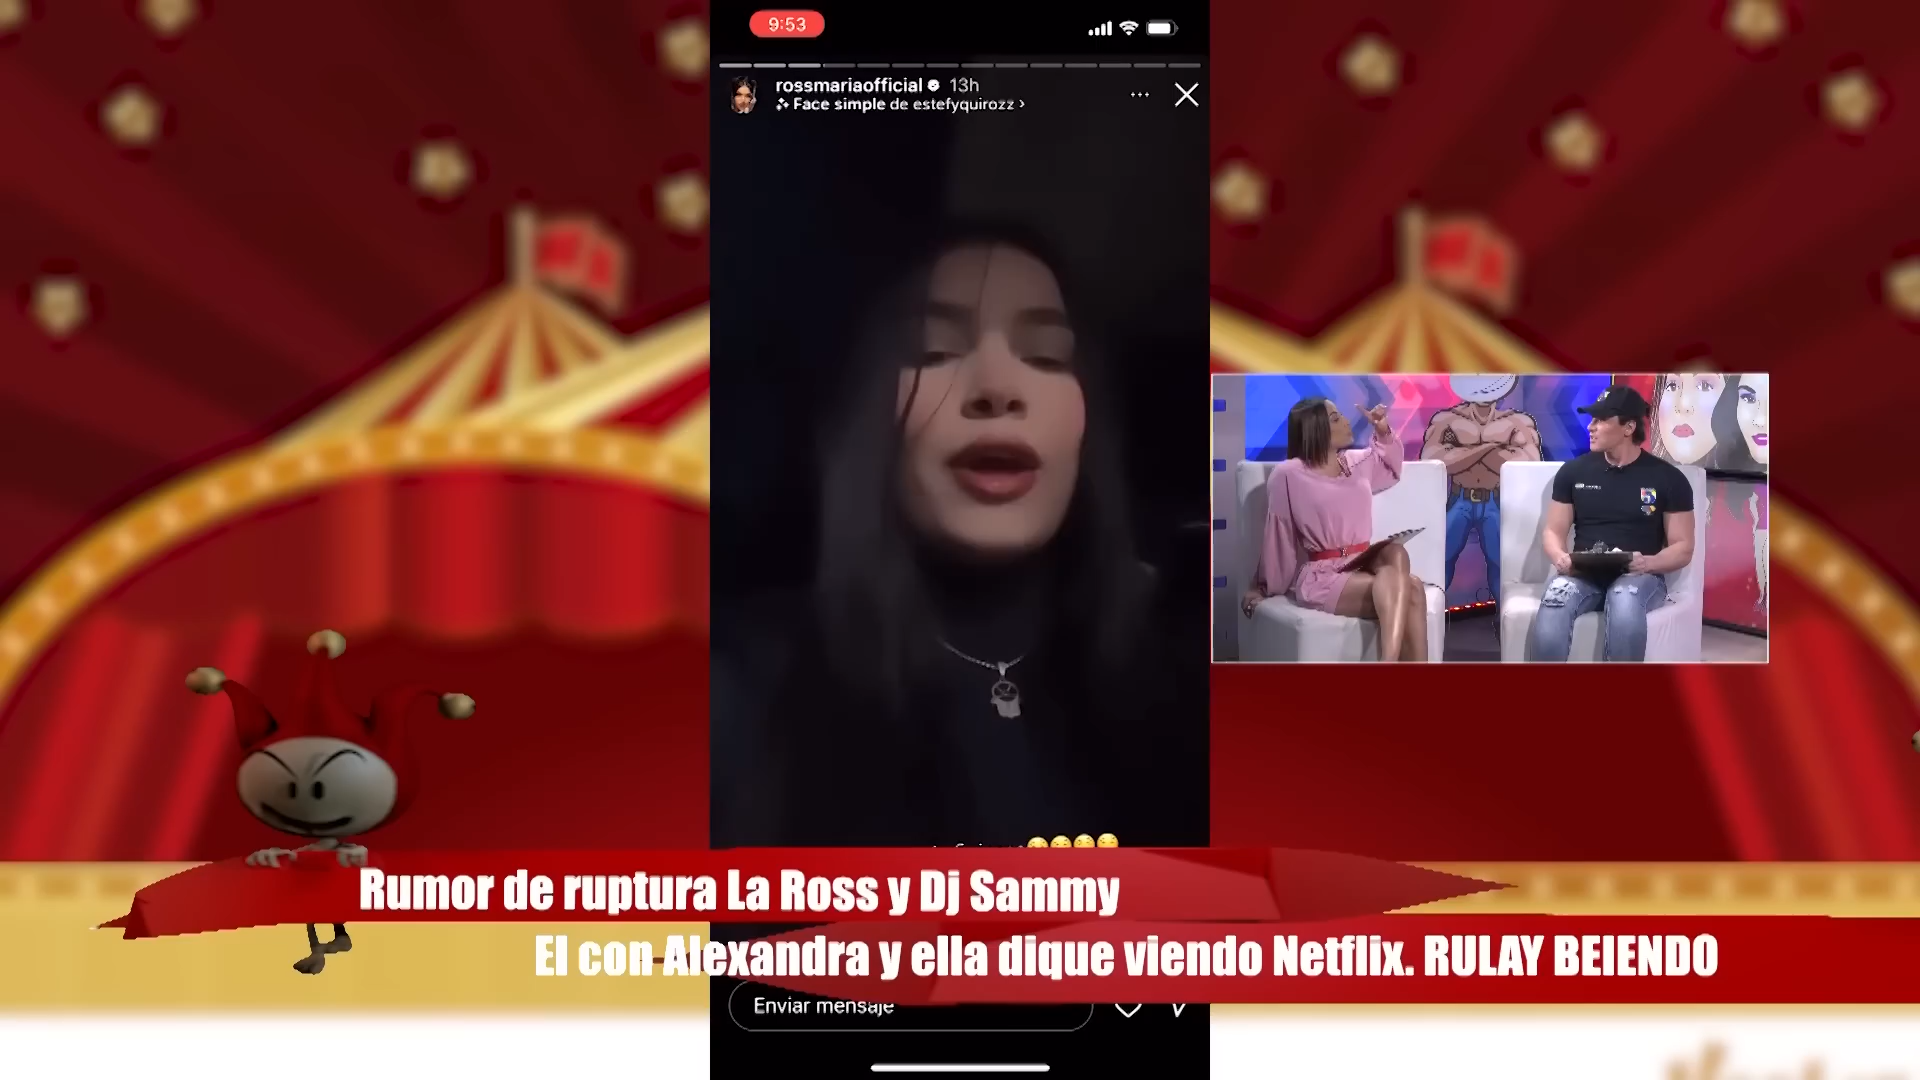 9:53
rossmariaofficial 13h
Face simple de estefyquirozz ›
Rumor de ruptura La Ross y Dj Sammy
El con Alexandra y ella dique viendo Netflix. RULAY BEIENDO
Enviar mensaje